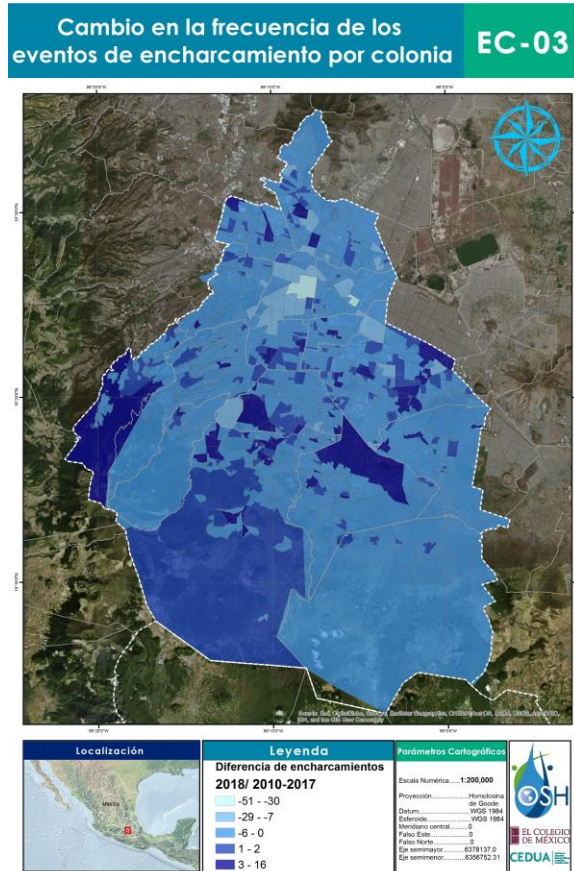 Cambio en la frecuencia de los
eventos de encharcamiento por colonia
EC-03
Localización
México
Leyenda
Diferencia de encharcamientos
2018/ 2010-2017
-51 - -30
-29 - -7
-6 - 0
1 - 2
3 - 16
Parámetros Cartográficos
Escala Numérica......1:200,000
Proyección................Homolosina
de Goode
Datum.......................WGS 1984
Esferoide..................WGS 1984
Meridiano central......0
Falso Este................0
Falso Norte..............0
Eje semimayor.........6378137.0
Eje semimenor.........6356752.31
OSH
EL COLEGIO
DE MÉXICO
CEDUA